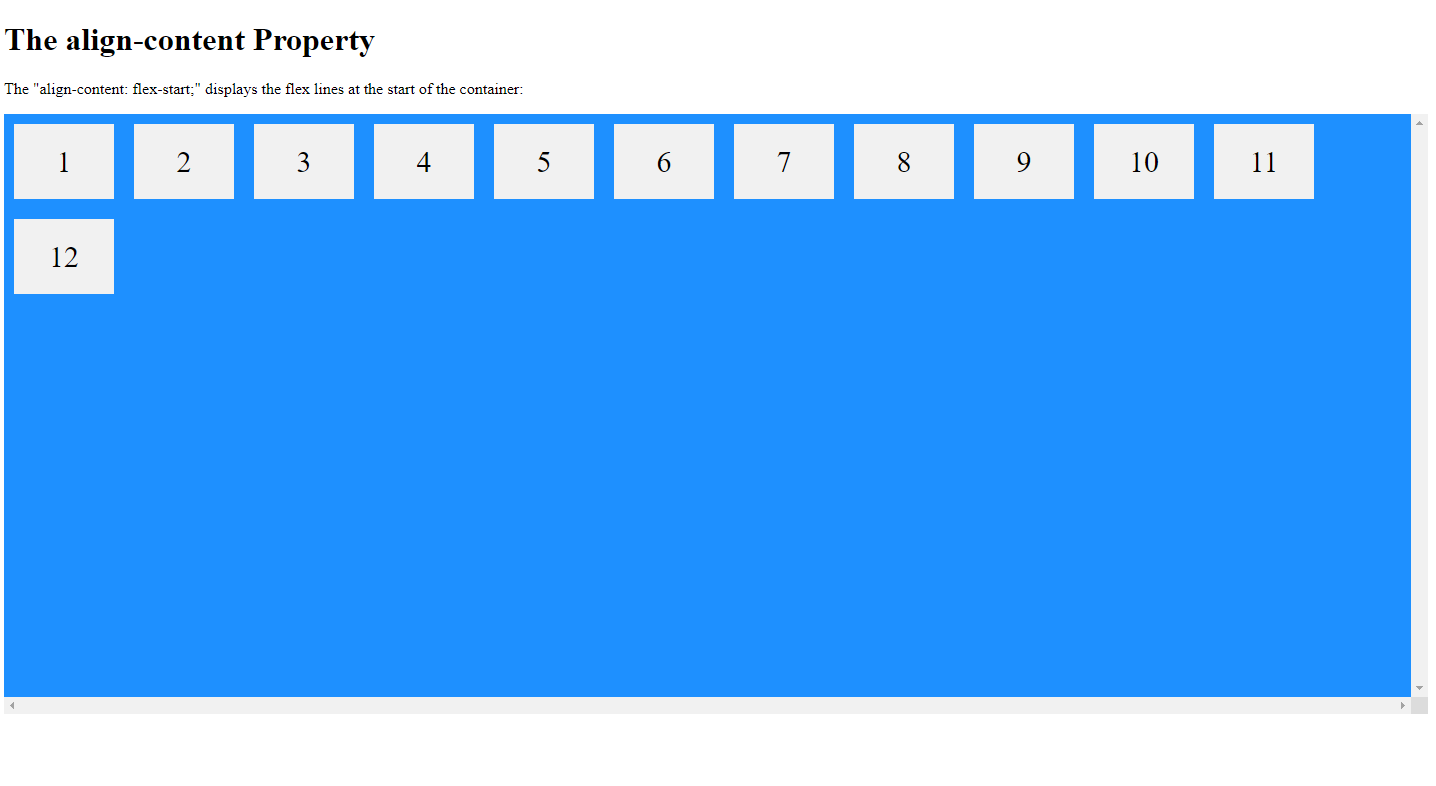 The align-content Property
The "align-content: flex-start;" displays the flex lines at the start of the container:
1 2 3 4 5 6 7 8 9 10 11
12